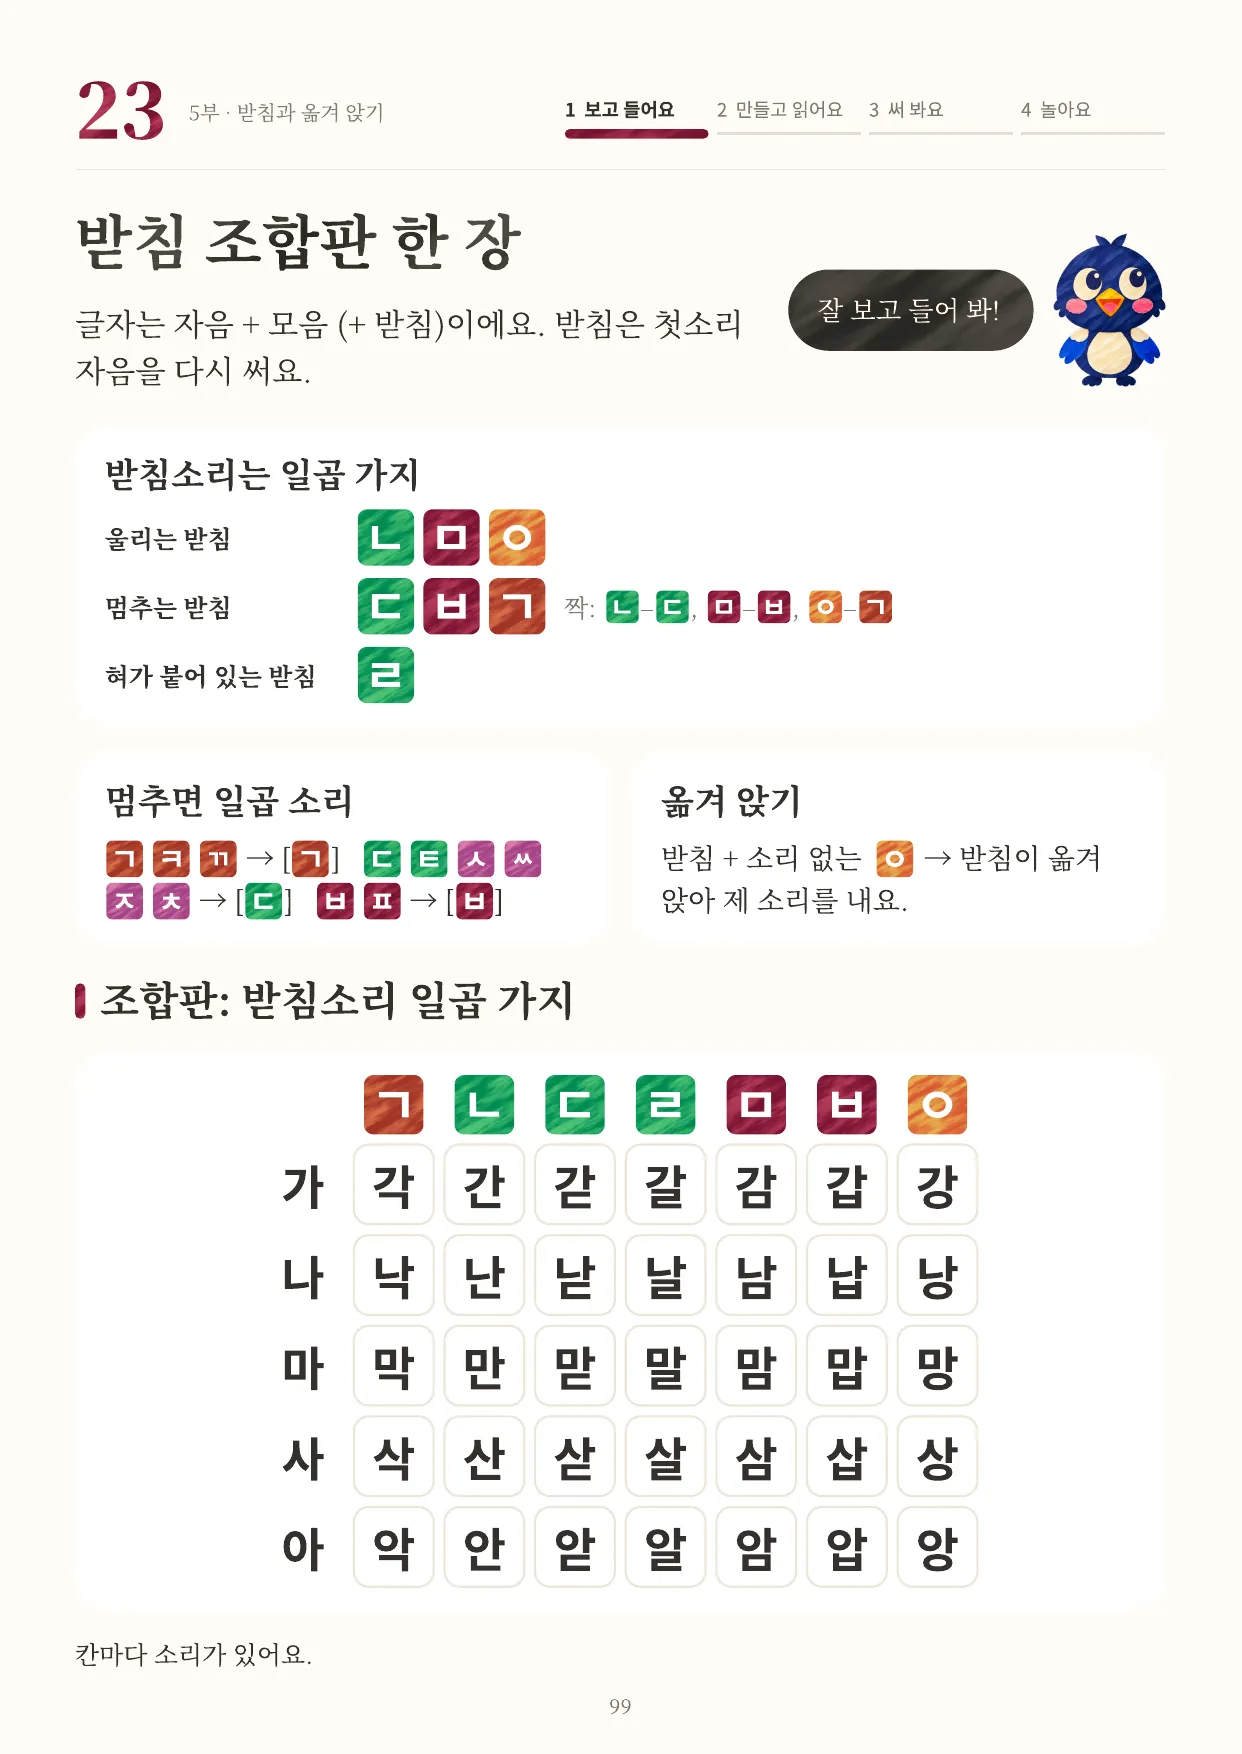 23 5부 · 받침과 옮겨 앉기 1 보고 들어요 2 만들고 읽어요 3 써 봐요 4 놀아요
받침 조합판 한 장
글자는 자음 + 모음 (+ 받침)이에요. 받침은 첫소리
자음을 다시 써요.
잘 보고 들어 봐!
받침소리는 일곱 가지
울리는 받침 ㄴ ㅁ ㅇ
멈추는 받침 ㄷ ㅂ ㄱ 짝: ㄴ–ㄷ, ㅁ–ㅂ, ㅇ–ㄱ
혀가 붙어 있는 받침 ㄹ
멈추면 일곱 소리
ㄱ ㅋ ㄲ → [ㄱ] ㄷ ㅌ ㅅ ㅆ
ㅈ ㅊ → [ㄷ] ㅂ ㅍ → [ㅂ]
옮겨 앉기
받침 + 소리 없는 ㅇ → 받침이 옮겨
앉아 제 소리를 내요.
조합판: 받침소리 일곱 가지
ㄱ ㄴ ㄷ ㄹ ㅁ ㅂ ㅇ
가 각 간 갇 갈 감 갑 강
나 낙 난 낟 날 남 납 낭
마 막 만 맏 말 맘 맙 망
사 삭 산 삳 살 삼 삽 상
아 악 안 앋 알 암 압 앙
칸마다 소리가 있어요.
99